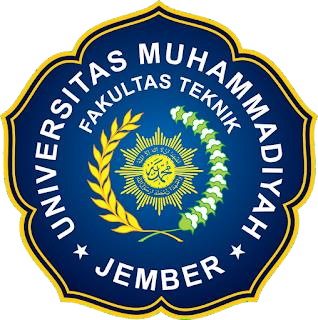 UNIVERSITAS MUHAMMADIYAH
FAKULTAS TEKNIK
JEMBER